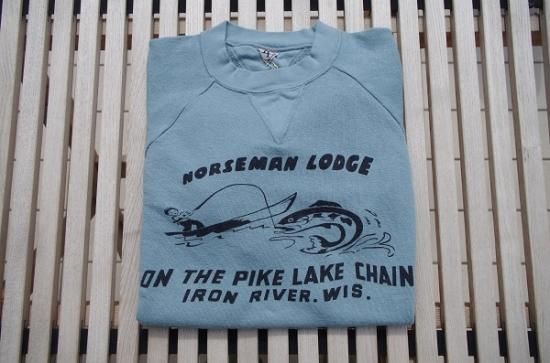 NORSEMAN LODGE
ON THE PIKE LAKE CHAIN
IRON RIVER. WIS.